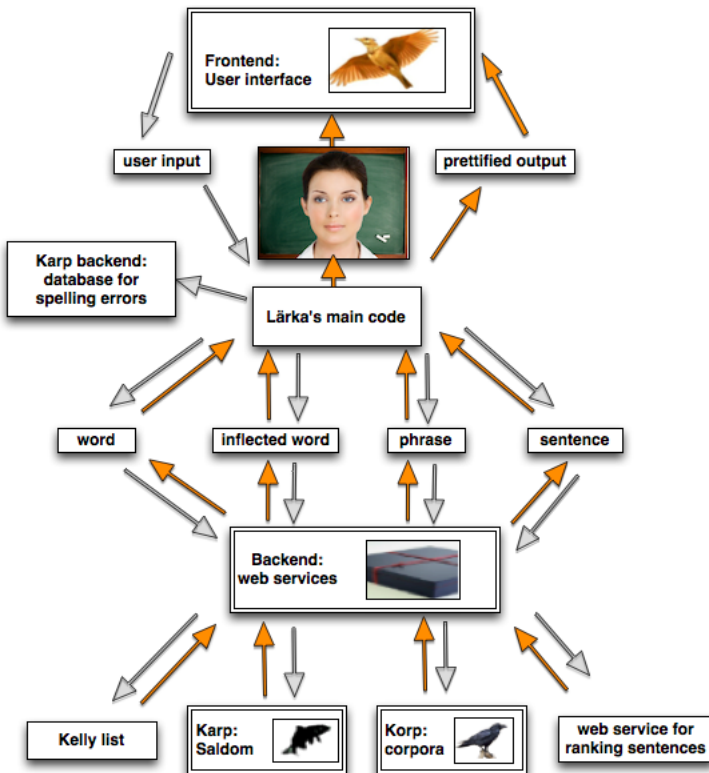 Frontend:
User interface
user input
prettified output
Karp backend:
database for
spelling errors
Lärka's main code
word
inflected word
phrase
sentence
Backend:
web services
Kelly list
Karp:
Saldom
Korp:
corpora
web service for
ranking sentences